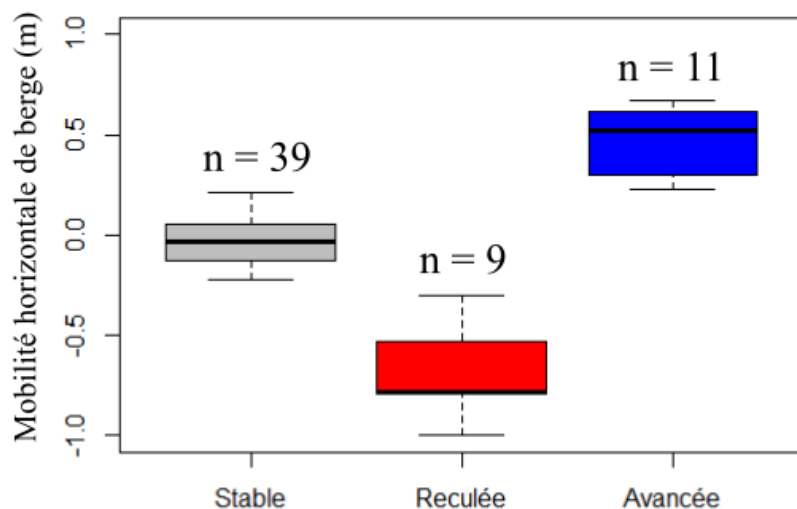 Mobilité horizontale de berge (m)
1.0
0.5
0.0
-0.5
-1.0
n = 39
n = 9
n = 11
Stable
Reculée
Avancée